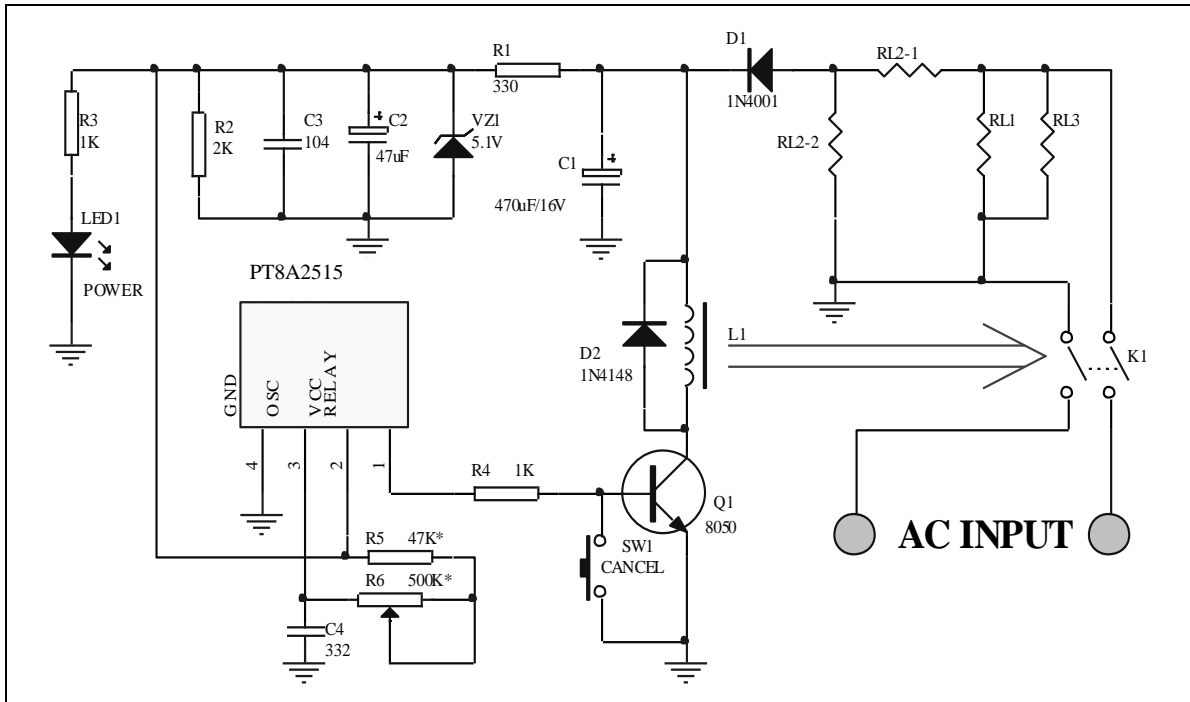 D1
R1
RL2-1
330
1N4001
R3
1K
R2
2K
C3
104
C2
47uF
VZ1
5.1V
C1
470uF/16V
RL2-2
RL1
RL3
LED1
POWER
PT8A2515
GND
OSC
VCC
RELAY
4
3
2
1
D2
1N4148
L1
K1
R4 1K
Q1
8050
SW1
CANCEL
AC INPUT
R5 47K*
R6 500K*
C4
332